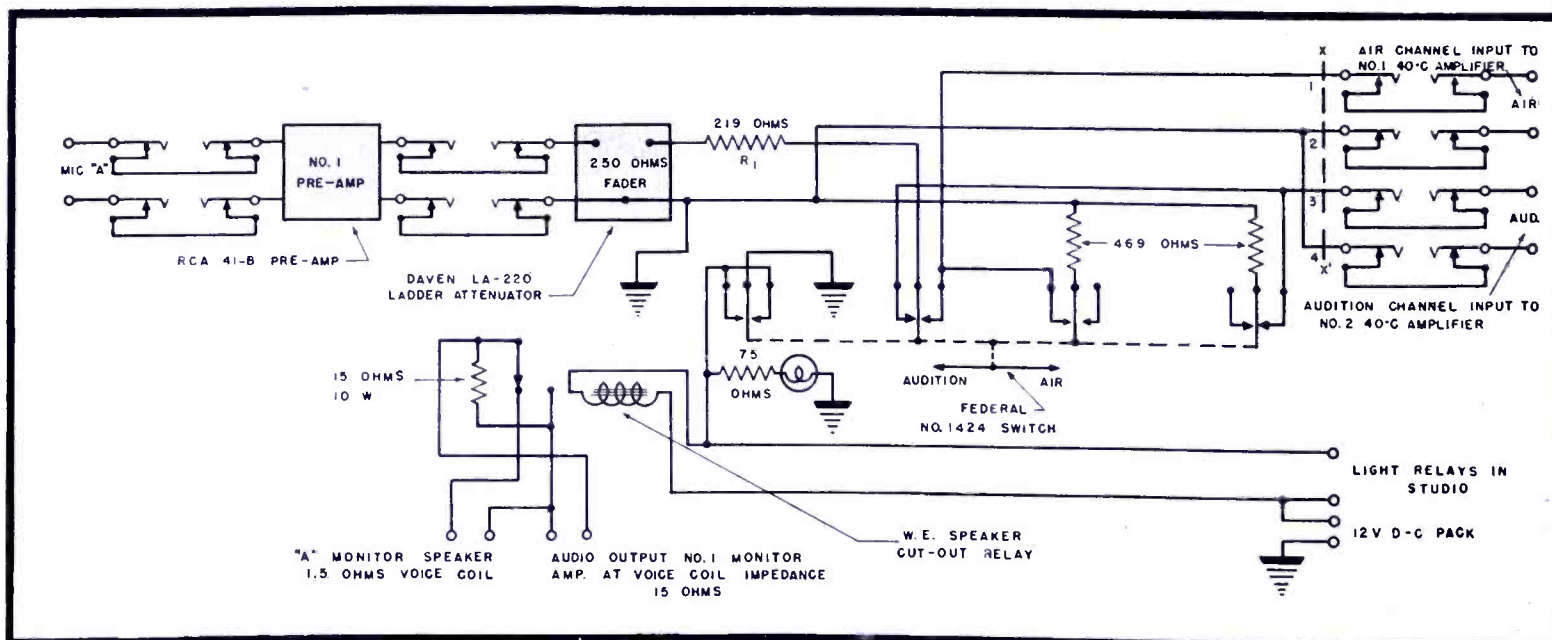 MIC "A"
NO. 1
PRE-AMP
RCA 41-B PRE-AMP
250 OHMS
FADER
DAVEN LA-220
LADDER ATTENUATOR
219 OHMS
R1
469 OHMS
X
1
2
3
4
X'
AIR CHANNEL INPUT TO
NO.1 40-C AMPLIFIER
AIR
AUD.
AUDITION CHANNEL INPUT TO
NO.2 40-C AMPLIFIER
75
OHMS
AUDITION
AIR
FEDERAL
NO.1424 SWITCH
15 OHMS
10 W
LIGHT RELAYS IN
STUDIO
12V D-C PACK
W.E. SPEAKER
CUT-OUT RELAY
"A" MONITOR SPEAKER
1.5 OHMS VOICE COIL
AUDIO OUTPUT NO.1 MONITOR
AMP. AT VOICE COIL IMPEDANCE
15 OHMS